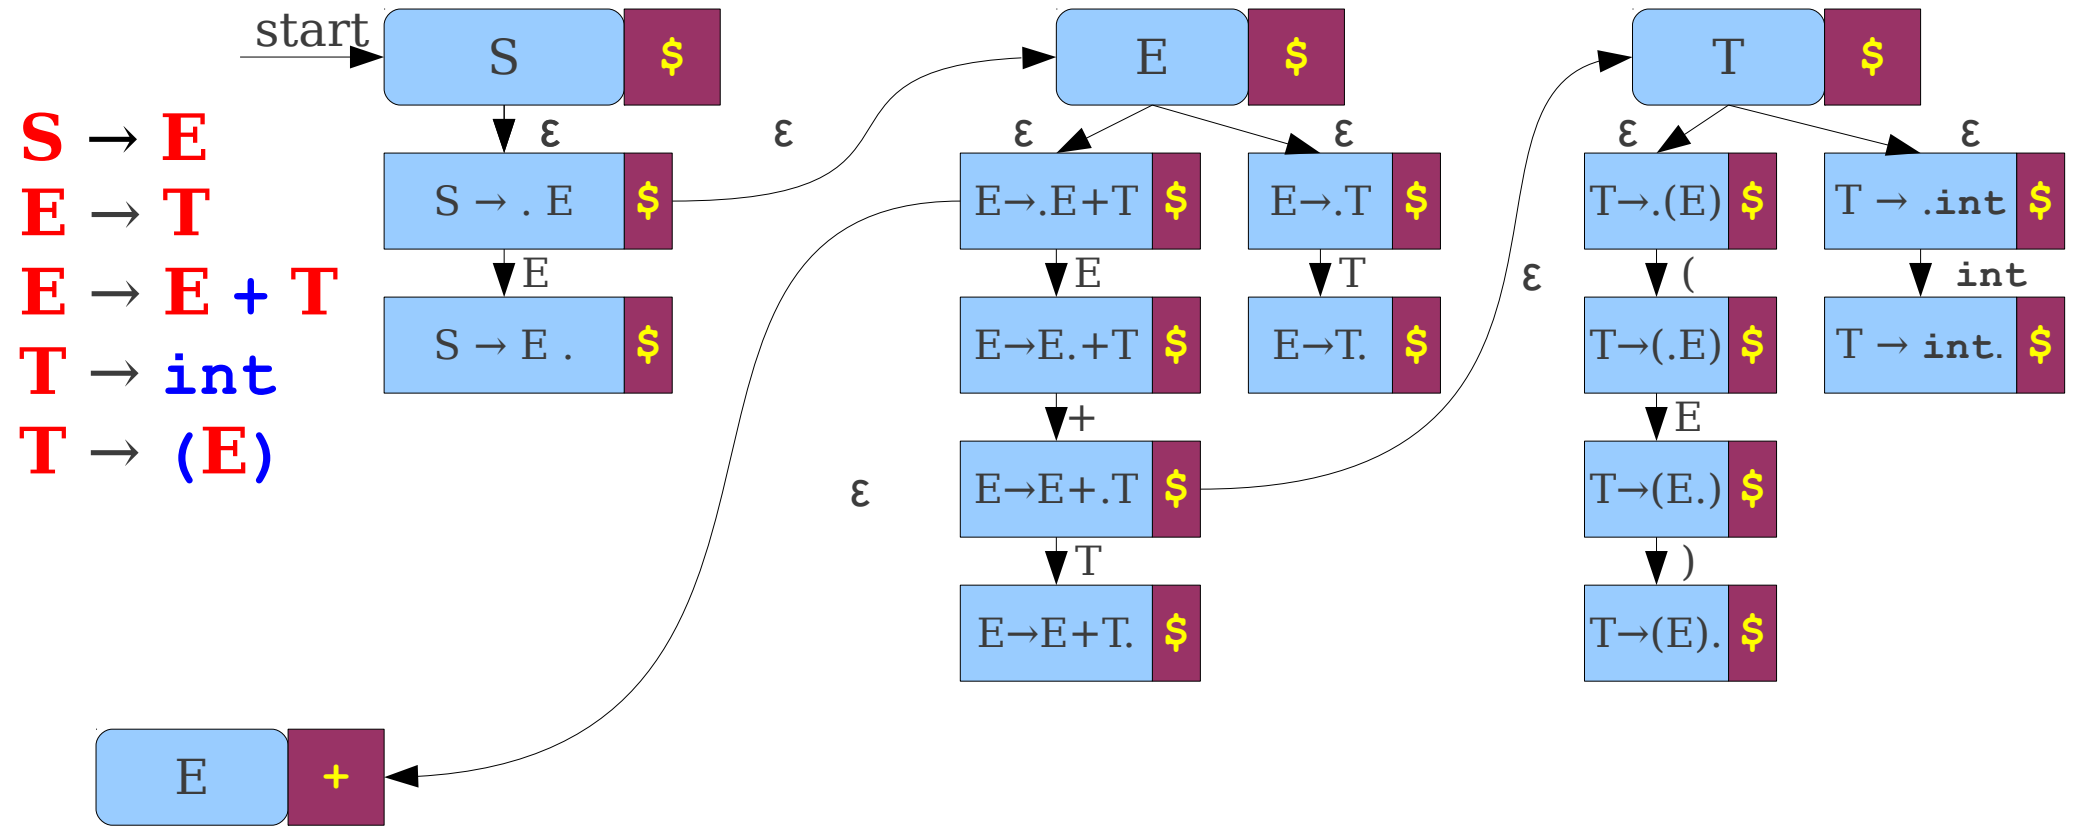 start
S $
E $
T $
ε
ε
ε
ε
ε
ε
S → E
E → T
E → E + T
T → int
T → (E)
S → . E $
E→.E+T $
E→.T $
T→.(E) $
T → .int $
E
E
T
ε
(
int
S → E . $
E→E.+T $
E→T. $
T→(.E) $
T → int. $
+
E
ε
E→E+.T $
T→(E.) $
T
)
E→E+T. $
T→(E). $
E +